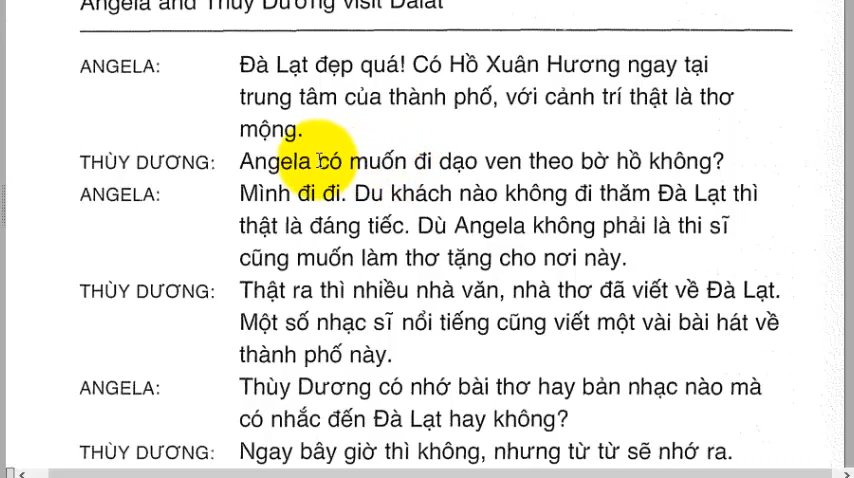 Angela and Thùy Dương visit Dalat
ANGELA: Đà Lạt đẹp quá! Có Hồ Xuân Hương ngay tại
trung tâm của thành phố, với cảnh trí thật là thơ
mộng.
THÙY DƯƠNG: Angela có muốn đi dạo ven theo bờ hồ không?
ANGELA: Mình đi đi. Du khách nào không đi thăm Đà Lạt thì
thật là đáng tiếc. Dù Angela không phải là thi sĩ
cũng muốn làm thơ tặng cho nơi này.
THÙY DƯƠNG: Thật ra thì nhiều nhà văn, nhà thơ đã viết về Đà Lạt.
Một số nhạc sĩ nổi tiếng cũng viết một vài bài hát về
thành phố này.
ANGELA: Thùy Dương có nhớ bài thơ hay bản nhạc nào mà
có nhắc đến Đà Lạt hay không?
THÙY DƯƠNG: Ngay bây giờ thì không, nhưng từ từ sẽ nhớ ra.